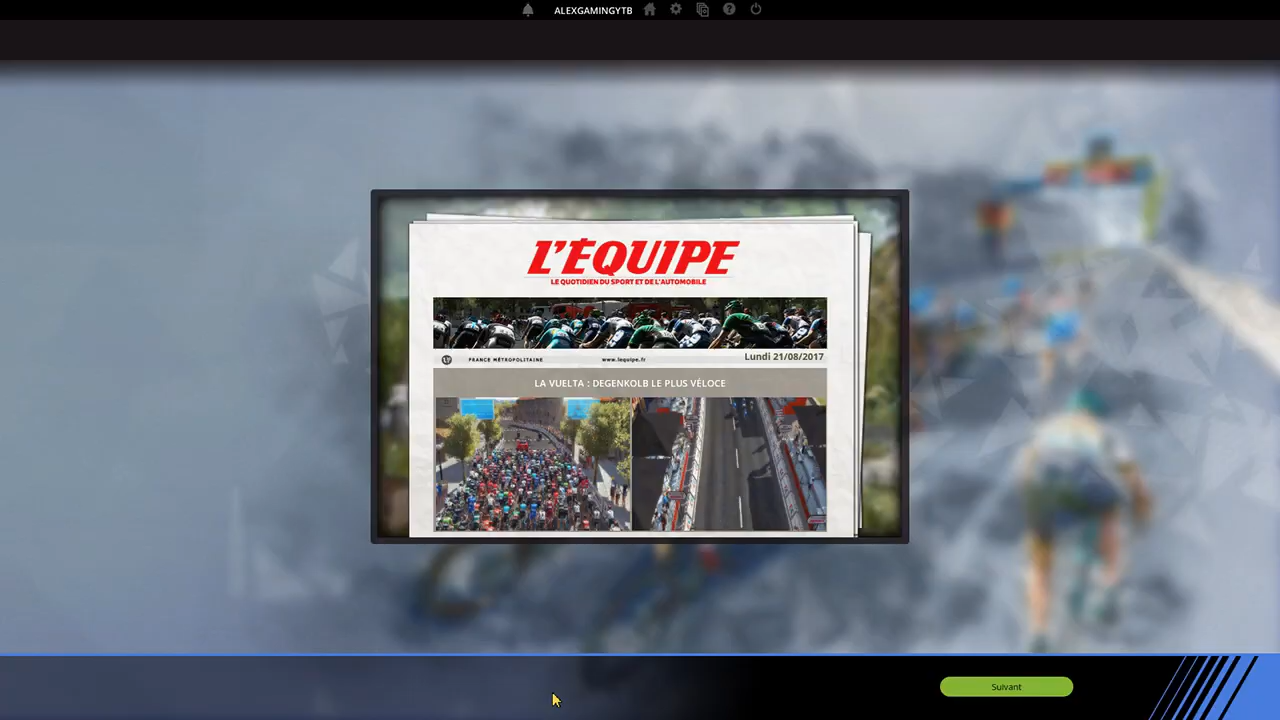 ALEXGAMINGYTB
L'ÉQUIPE
LE QUOTIDIEN DU SPORT ET DE L'AUTOMOBILE
FRANCE MÉTROPOLITAINE www.lequipe.fr Lundi 21/08/2017
LA VUELTA : DEGENKOLB LE PLUS VÉLOCE
Suivant